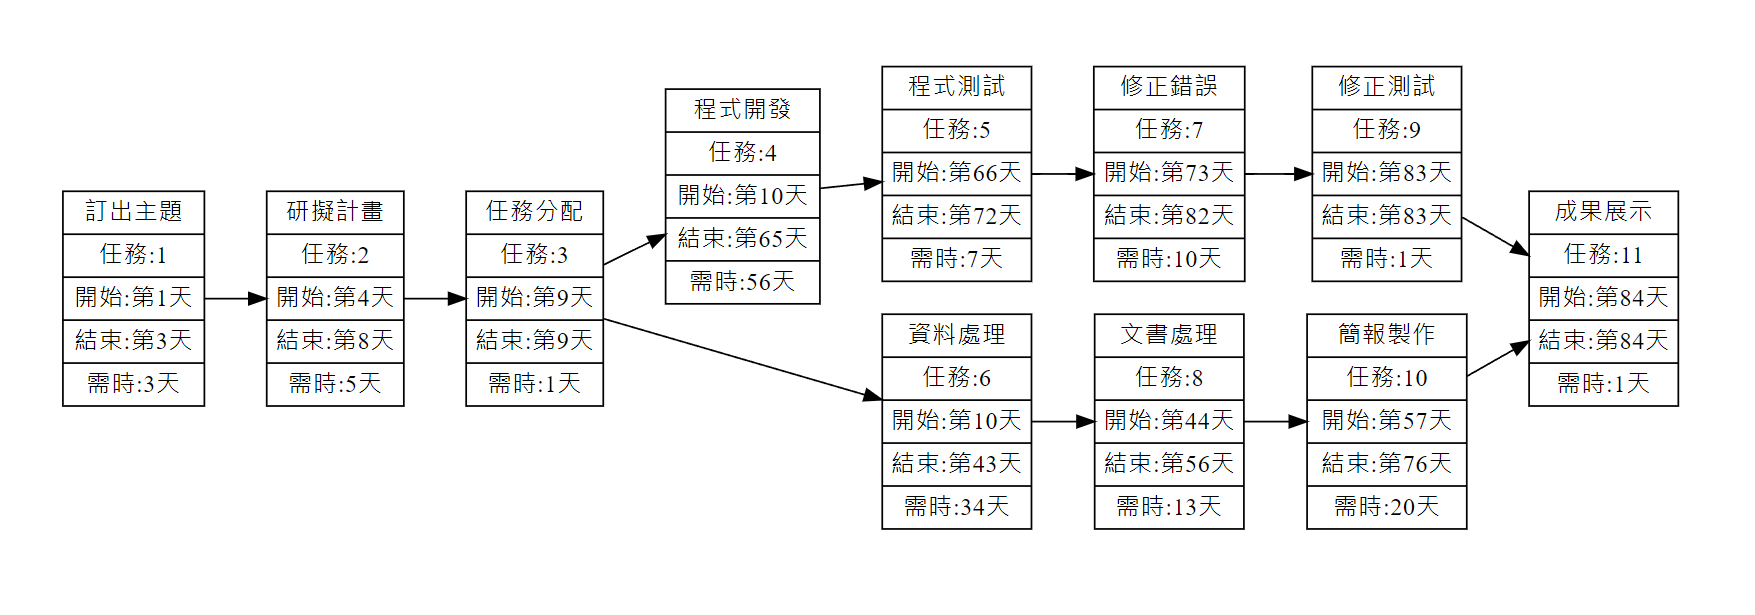 訂出主題
任務:1
開始:第1天
結束:第3天
需時:3天
研擬計畫
任務:2
開始:第4天
結束:第8天
需時:5天
任務分配
任務:3
開始:第9天
結束:第9天
需時:1天
程式開發
任務:4
開始:第10天
結束:第65天
需時:56天
程式測試
任務:5
開始:第66天
結束:第72天
需時:7天
修正錯誤
任務:7
開始:第73天
結束:第82天
需時:10天
修正測試
任務:9
開始:第83天
結束:第83天
需時:1天
資料處理
任務:6
開始:第10天
結束:第43天
需時:34天
文書處理
任務:8
開始:第44天
結束:第56天
需時:13天
簡報製作
任務:10
開始:第57天
結束:第76天
需時:20天
成果展示
任務:11
開始:第84天
結束:第84天
需時:1天